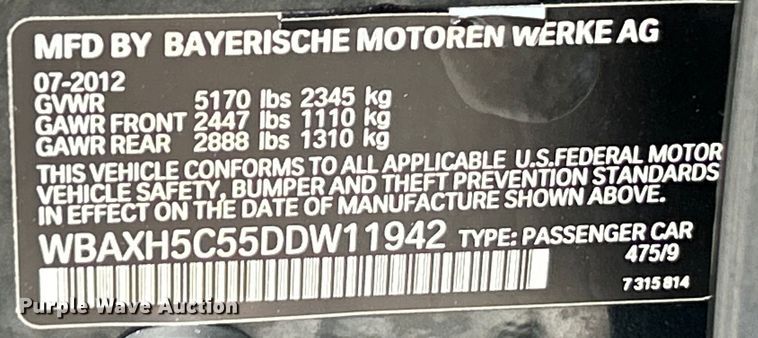 MFD BY BAYERISCHE MOTOREN WERKE AG
07-2012
GVWR 5170 lbs 2345 kg
GAWR FRONT 2447 lbs 1110 kg
GAWR REAR 2888 lbs 1310 kg
THIS VEHICLE CONFORMS TO ALL APPLICABLE U.S.FEDERAL MOTOR
VEHICLE SAFETY, BUMPER AND THEFT PREVENTION STANDARDS
IN EFFECT ON THE DATE OF MANUFACTURE SHOWN ABOVE.
WBAXH5C55DDW11942 TYPE: PASSENGER CAR
475/9
7315814
Purple Wave Auction